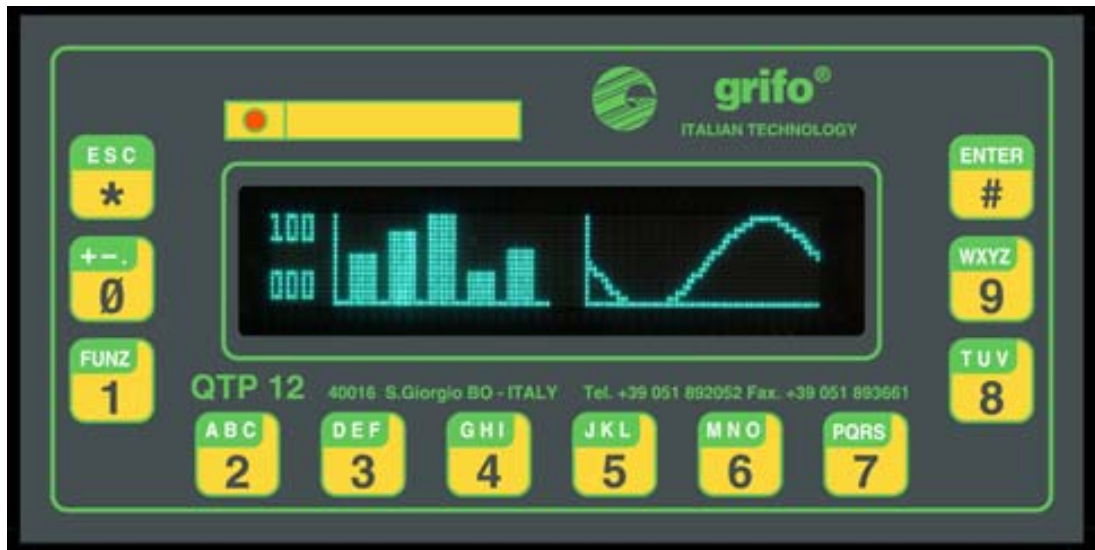 grifo®
ITALIAN TECHNOLOGY
ESC
*
ENTER
#
100
000
+-.
0
WXYZ
9
FUNZ
1
TUV
8
QTP 12 40016 S.Giorgio BO - ITALY Tel. +39 051 892052 Fax. +39 051 893661
ABC
2
DEF
3
GHI
4
JKL
5
MNO
6
PQRS
7